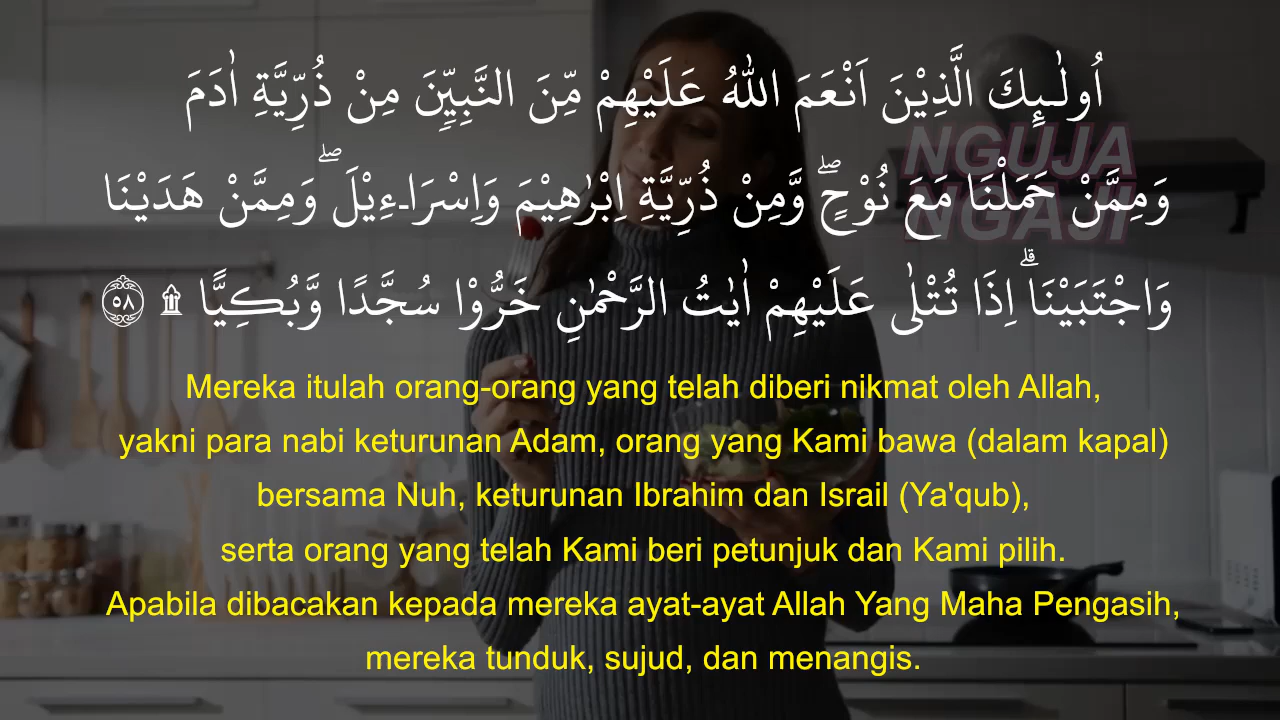 اُولٰۤىِٕكَ الَّذِيْنَ اَنْعَمَ اللّٰهُ عَلَيْهِمْ مِّنَ النَّبِيّٖنَ مِنْ ذُرِّيَّةِ اٰدَمَ
وَمِمَّنْ حَمَلْنَا مَعَ نُوْحٍۖ وَّمِنْ ذُرِّيَّةِ اِبْرٰهِيْمَ وَاِسْرَاۤءِيْلَۖ وَمِمَّنْ هَدَيْنَا
وَاجْتَبَيْنَاۗ اِذَا تُتْلٰى عَلَيْهِمْ اٰيٰتُ الرَّحْمٰنِ خَرُّوْا سُجَّدًا وَّبُكِيًّا ۩ ٥٨
NGUJA
NGAJI
Mereka itulah orang-orang yang telah diberi nikmat oleh Allah,
yakni para nabi keturunan Adam, orang yang Kami bawa (dalam kapal)
bersama Nuh, keturunan Ibrahim dan Israil (Ya'qub),
serta orang yang telah Kami beri petunjuk dan Kami pilih.
Apabila dibacakan kepada mereka ayat-ayat Allah Yang Maha Pengasih,
mereka tunduk, sujud, dan menangis.